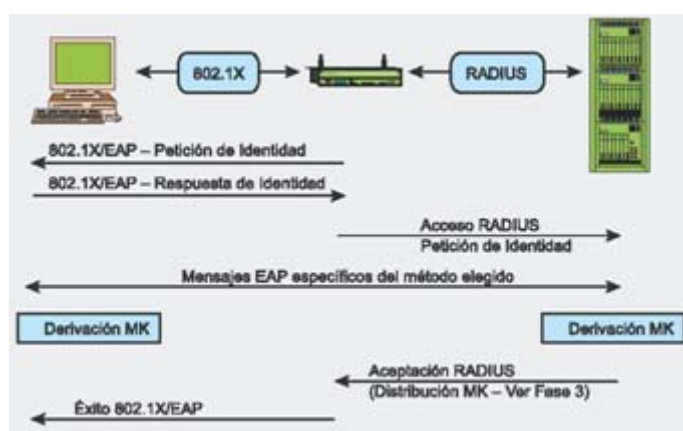 802.1X
RADIUS
802.1X/EAP – Petición de Identidad
802.1X/EAP – Respuesta de Identidad
Acceso RADIUS
Petición de Identidad
Mensajes EAP específicos del método elegido
Derivación MK
Derivación MK
Aceptación RADIUS
(Distribución MK – Ver Fase 3)
Éxito 802.1X/EAP